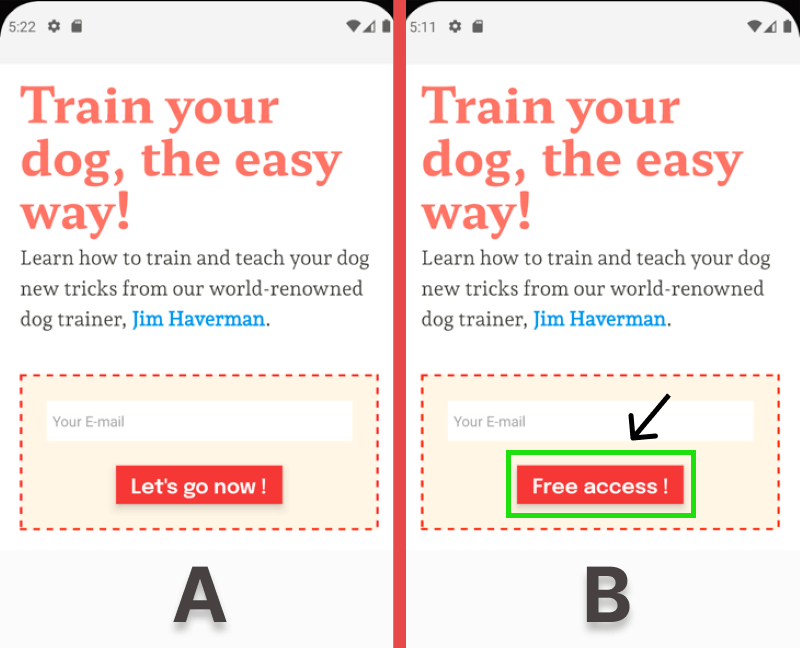 5:22
Train your
dog, the easy
way!
Learn how to train and teach your dog
new tricks from our world-renowned
dog trainer, Jim Haverman.
Your E-mail
Let's go now !
A
5:11
Train your
dog, the easy
way!
Learn how to train and teach your dog
new tricks from our world-renowned
dog trainer, Jim Haverman.
Your E-mail
Free access !
B